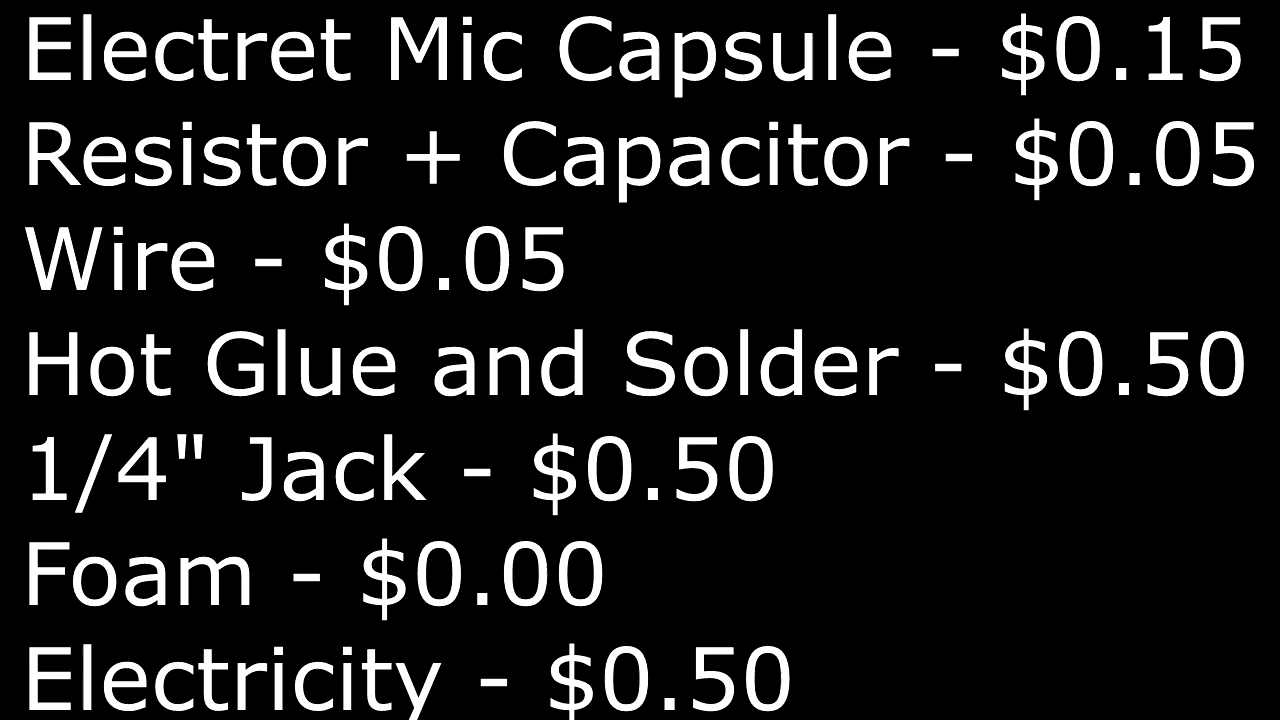 Electret Mic Capsule - $0.15
Resistor + Capacitor - $0.05
Wire - $0.05
Hot Glue and Solder - $0.50
1/4" Jack - $0.50
Foam - $0.00
Electricity - $0.50